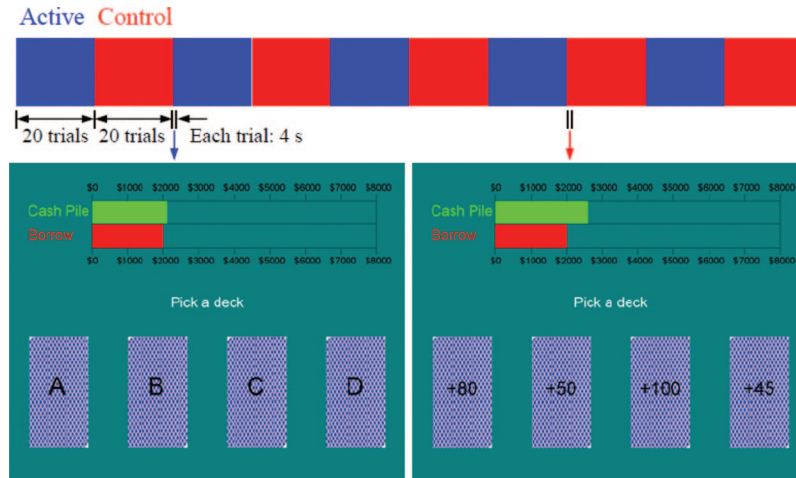 Active Control
20 trials 20 trials Each trial: 4 s
$0 $1000 $2000 $3000 $4000 $5000 $6000 $7000 $8000
Cash Pile
Borrow
$0 $1000 $2000 $3000 $4000 $5000 $6000 $7000 $8000
Pick a deck
A B C D
$0 $1000 $2000 $3000 $4000 $5000 $6000 $7000 $8000
Cash Pile
Borrow
$0 $1000 $2000 $3000 $4000 $5000 $6000 $7000 $8000
Pick a deck
+80 +50 +100 +45